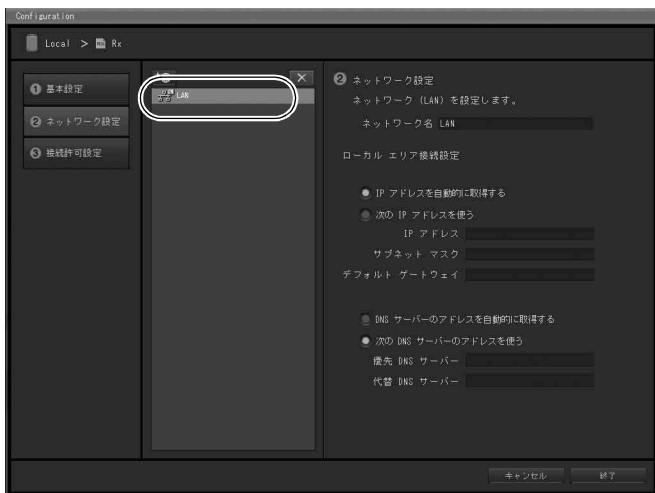 Configuration
Local > Rx
❶ 基本設定
❷ ネットワーク設定
❸ 接続許可設定
LAN
❷ ネットワーク設定
ネットワーク (LAN) を設定します。
ネットワーク名 LAN
ローカル エリア接続設定
IP アドレスを自動的に取得する
次の IP アドレスを使う
IP アドレス
サブネット マスク
デフォルト ゲートウェイ
DNS サーバーのアドレスを自動的に取得する
次の DNS サーバーのアドレスを使う
優先 DNS サーバー
代替 DNS サーバー
キャンセル
終了